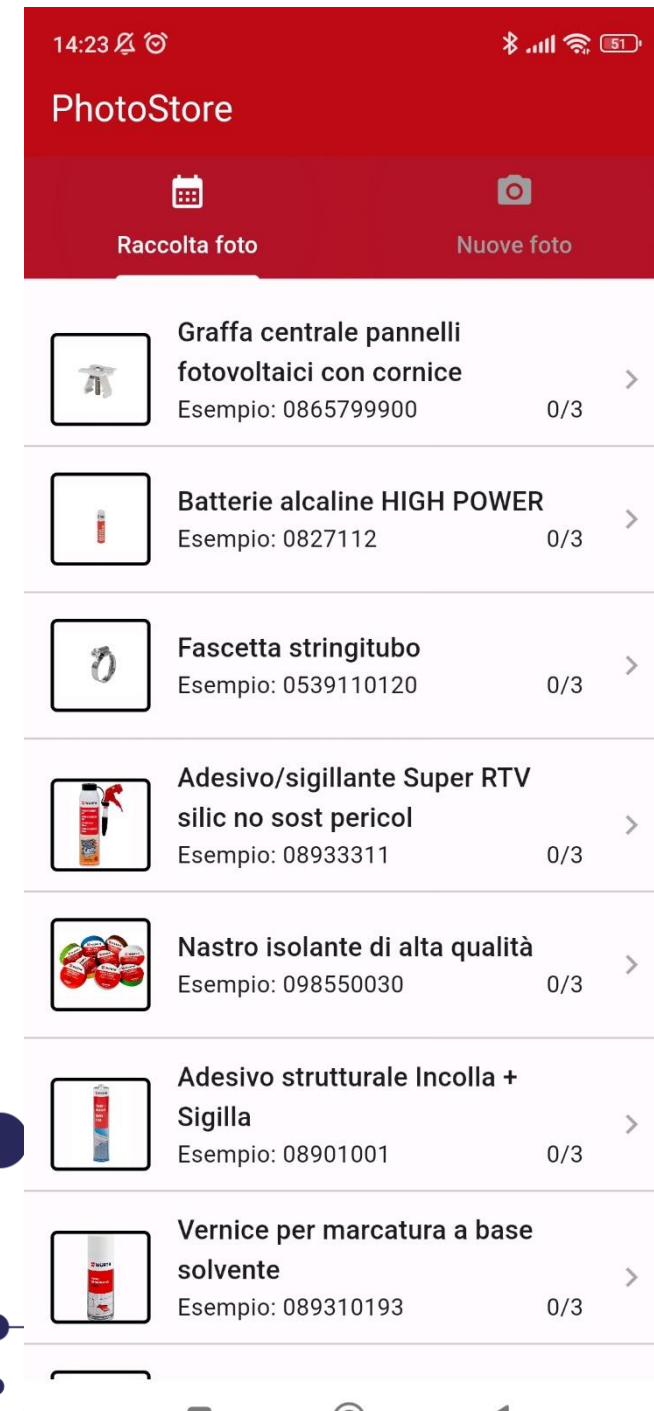 14:23
51
PhotoStore
Raccolta foto
Nuove foto
Graffa centrale pannelli
fotovoltaici con cornice
Esempio: 0865799900 0/3
Batterie alcaline HIGH POWER
Esempio: 0827112 0/3
Fascetta stringitubo
Esempio: 0539110120 0/3
Adesivo/sigillante Super RTV
silic no sost pericol
Esempio: 08933311 0/3
Nastro isolante di alta qualità
Esempio: 098550030 0/3
Adesivo strutturale Incolla +
Sigilla
Esempio: 08901001 0/3
Vernice per marcatura a base
solvente
Esempio: 089310193 0/3